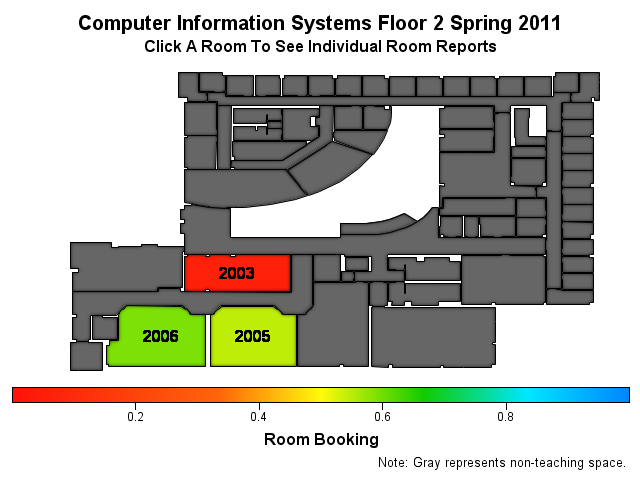 Computer Information Systems Floor 2 Spring 2011
Click A Room To See Individual Room Reports
2003
2006
2005
0.2
0.4
0.6
0.8
Room Booking
Note: Gray represents non-teaching space.